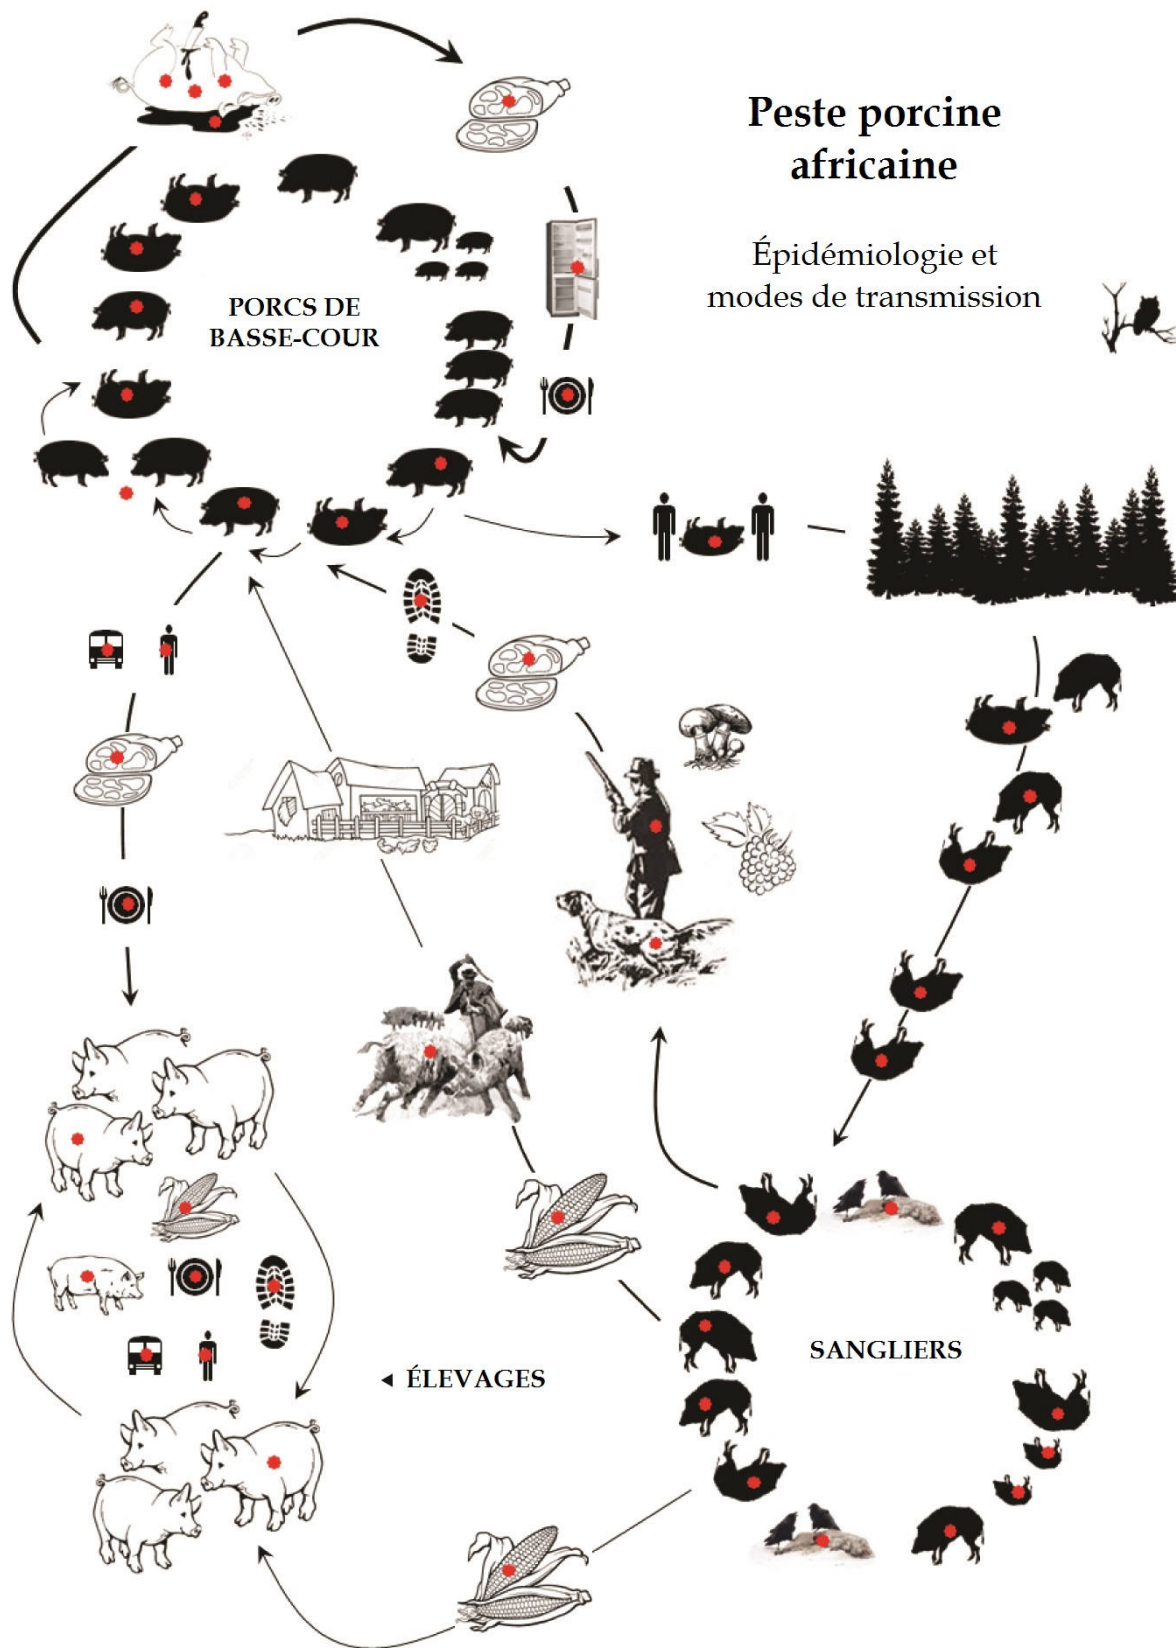 Peste porcine
africaine
Épidémiologie et
modes de transmission
PORCS DE
BASSE-COUR
SANGLIERS
ÉLEVAGES